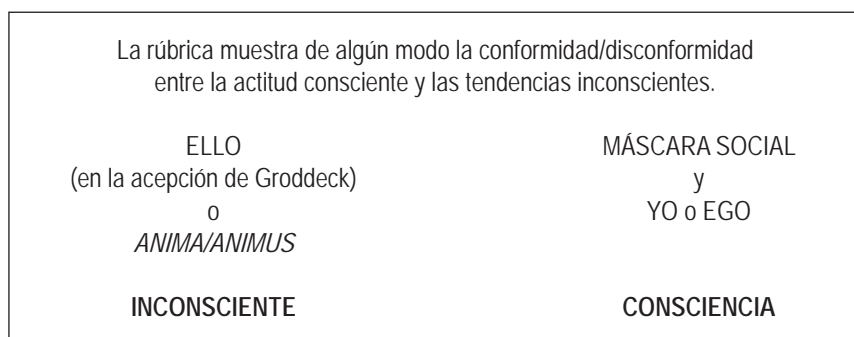 La rúbrica muestra de algún modo la conformidad/disconformidad
entre la actitud consciente y las tendencias inconscientes.
ELLO
(en la acepción de Groddeck)
o
ANIMA/ANIMUS
INCONSCIENTE
MÁSCARA SOCIAL
y
YO o EGO
CONSCIENCIA